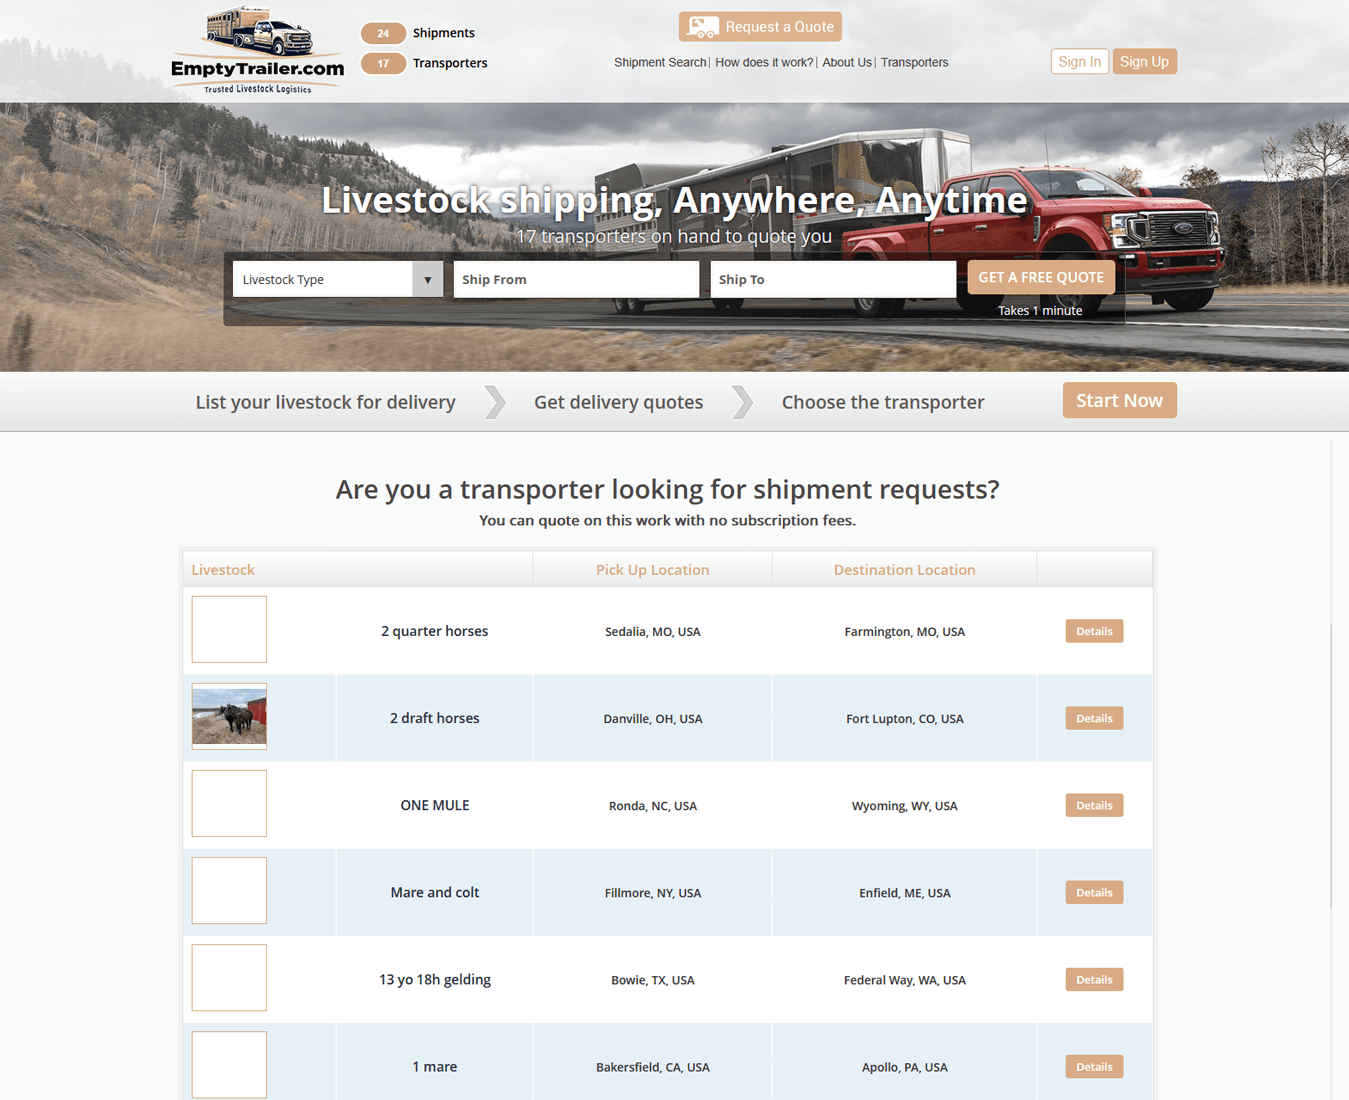 EmptyTrailer.com
Trusted Livestock Logistics
24 Shipments
17 Transporters
Request a Quote
Shipment Search| How does it work?| About Us| Transporters
Sign In
Sign Up
Livestock shipping, Anywhere, Anytime
17 transporters on hand to quote you
Livestock Type ▼
Ship From
Ship To
GET A FREE QUOTE
Takes 1 minute
List your livestock for delivery
Get delivery quotes
Choose the transporter
Start Now
Are you a transporter looking for shipment requests?
You can quote on this work with no subscription fees.
Livestock Pick Up Location Destination Location
2 quarter horses Sedalia, MO, USA Farmington, MO, USA Details
2 draft horses Danville, OH, USA Fort Lupton, CO, USA Details
ONE MULE Ronda, NC, USA Wyoming, WY, USA Details
Mare and colt Fillmore, NY, USA Enfield, ME, USA Details
13 yo 18h gelding Bowie, TX, USA Federal Way, WA, USA Details
1 mare Bakersfield, CA, USA Apollo, PA, USA Details